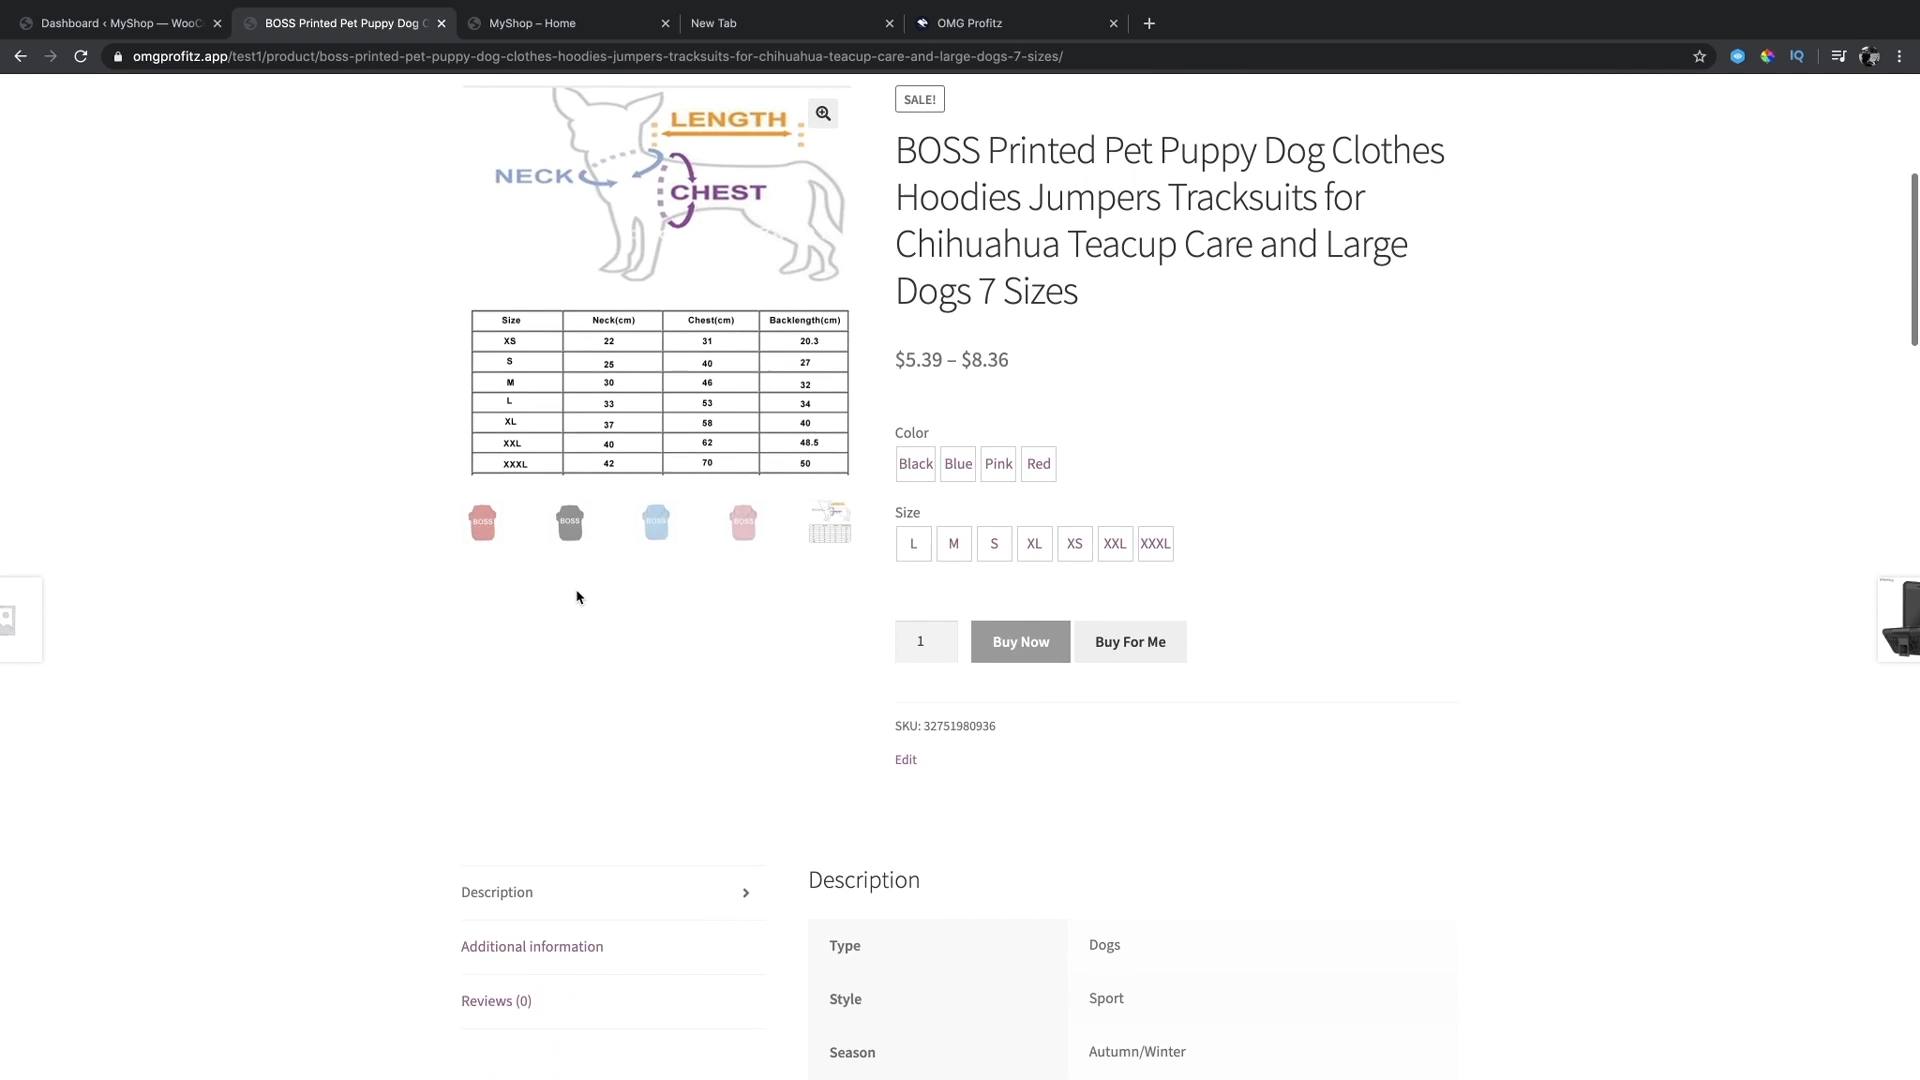 Dashboard ‹ MyShop — WooC
BOSS Printed Pet Puppy Dog C
MyShop – Home
New Tab
OMG Profitz
omgprofitz.app/test1/product/boss-printed-pet-puppy-dog-clothes-hoodies-jumpers-tracksuits-for-chihuahua-teacup-care-and-large-dogs-7-sizes/
IQ
LENGTH
NECK
CHEST
Size Neck(cm) Chest(cm) Backlength(cm)
XS 22 31 20.3
S 25 40 27
M 30 46 32
L 33 53 34
XL 37 58 40
XXL 40 62 48.5
XXXL 42 70 50
BOSS
BOSS
BOSS
BOSS
SALE!
BOSS Printed Pet Puppy Dog Clothes
Hoodies Jumpers Tracksuits for
Chihuahua Teacup Care and Large
Dogs 7 Sizes
$5.39 – $8.36
Color
Black Blue Pink Red
Size
L M S XL XS XXL XXXL
1 Buy Now Buy For Me
SKU: 32751980936
Edit
Description
Additional information
Reviews (0)
Description
Type Dogs
Style Sport
Season Autumn/Winter